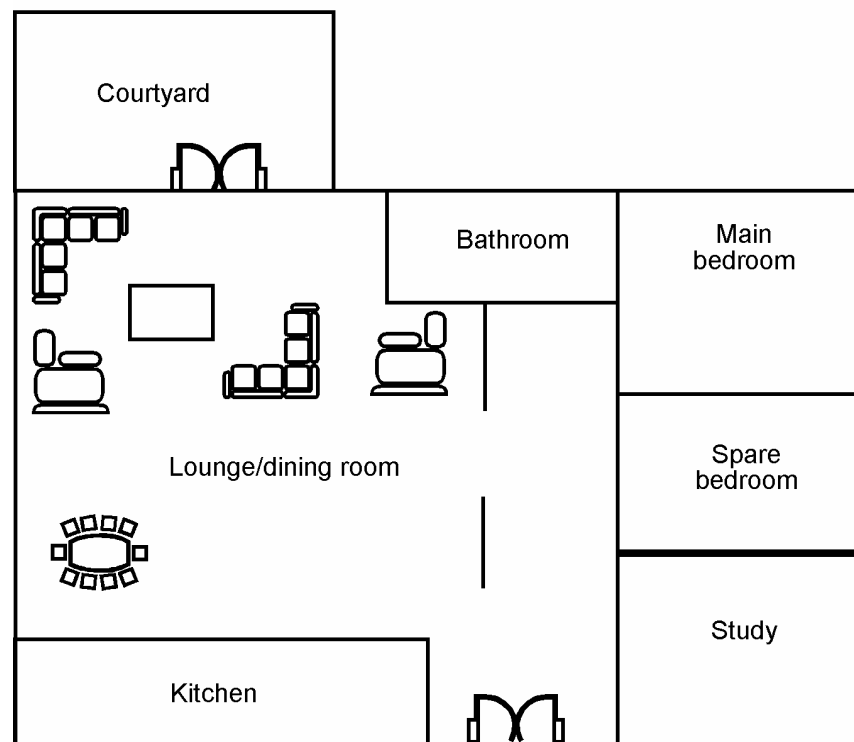 Courtyard
Bathroom
Main
bedroom
Lounge/dining room
Spare
bedroom
Study
Kitchen